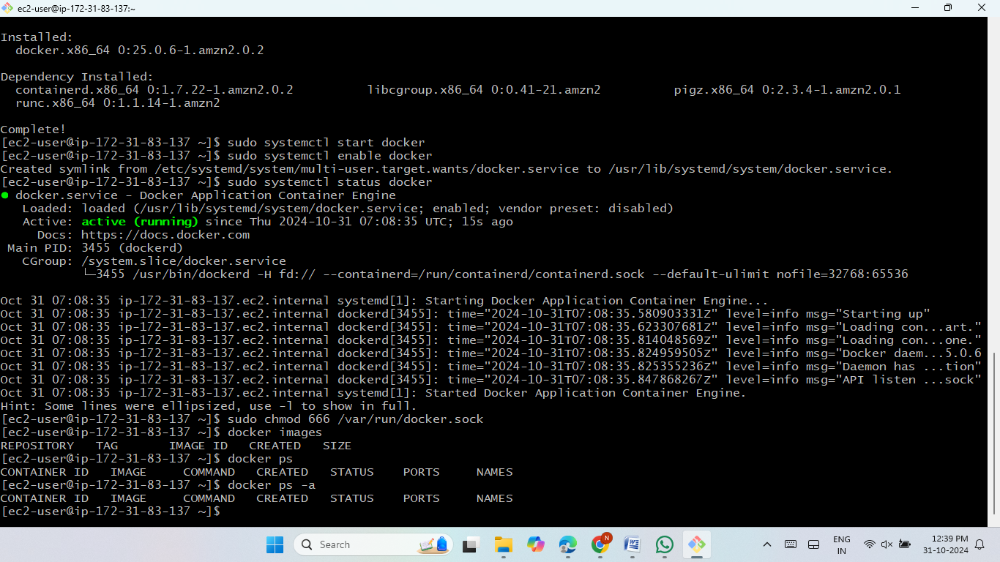 ec2-user@ip-172-31-83-137:~
Installed:
  docker.x86_64 0:25.0.6-1.amzn2.0.2
Dependency Installed:
  containerd.x86_64 0:1.7.22-1.amzn2.0.2          libcgroup.x86_64 0:0.41-21.amzn2          pigz.x86_64 0:2.3.4-1.amzn2.0.1
  runc.x86_64 0:1.1.14-1.amzn2
Complete!
[ec2-user@ip-172-31-83-137 ~]$ sudo systemctl start docker
[ec2-user@ip-172-31-83-137 ~]$ sudo systemctl enable docker
Created symlink from /etc/systemd/system/multi-user.target.wants/docker.service to /usr/lib/systemd/system/docker.service.
[ec2-user@ip-172-31-83-137 ~]$ sudo systemctl status docker
● docker.service - Docker Application Container Engine
   Loaded: loaded (/usr/lib/systemd/system/docker.service; enabled; vendor preset: disabled)
   Active: active (running) since Thu 2024-10-31 07:08:35 UTC; 15s ago
     Docs: https://docs.docker.com
 Main PID: 3455 (dockerd)
   CGroup: /system.slice/docker.service
           └─3455 /usr/bin/dockerd -H fd:// --containerd=/run/containerd/containerd.sock --default-ulimit nofile=32768:65536
Oct 31 07:08:35 ip-172-31-83-137.ec2.internal systemd[1]: Starting Docker Application Container Engine...
Oct 31 07:08:35 ip-172-31-83-137.ec2.internal dockerd[3455]: time="2024-10-31T07:08:35.580903331Z" level=info msg="Starting up"
Oct 31 07:08:35 ip-172-31-83-137.ec2.internal dockerd[3455]: time="2024-10-31T07:08:35.623307681Z" level=info msg="Loading con...art."
Oct 31 07:08:35 ip-172-31-83-137.ec2.internal dockerd[3455]: time="2024-10-31T07:08:35.814048569Z" level=info msg="Loading con...one."
Oct 31 07:08:35 ip-172-31-83-137.ec2.internal dockerd[3455]: time="2024-10-31T07:08:35.824959505Z" level=info msg="Docker daem...5.0.6
Oct 31 07:08:35 ip-172-31-83-137.ec2.internal dockerd[3455]: time="2024-10-31T07:08:35.825355236Z" level=info msg="Daemon has ...tion"
Oct 31 07:08:35 ip-172-31-83-137.ec2.internal dockerd[3455]: time="2024-10-31T07:08:35.847868267Z" level=info msg="API listen ...sock"
Oct 31 07:08:35 ip-172-31-83-137.ec2.internal systemd[1]: Started Docker Application Container Engine.
Hint: Some lines were ellipsized, use -l to show in full.
[ec2-user@ip-172-31-83-137 ~]$ sudo chmod 666 /var/run/docker.sock
[ec2-user@ip-172-31-83-137 ~]$ docker images
REPOSITORY   TAG       IMAGE ID   CREATED   SIZE
[ec2-user@ip-172-31-83-137 ~]$ docker ps
CONTAINER ID   IMAGE     COMMAND   CREATED   STATUS    PORTS     NAMES
[ec2-user@ip-172-31-83-137 ~]$ docker ps -a
CONTAINER ID   IMAGE     COMMAND   CREATED   STATUS    PORTS     NAMES
[ec2-user@ip-172-31-83-137 ~]$
Search
N
ENG
IN
12:39 PM
31-10-2024